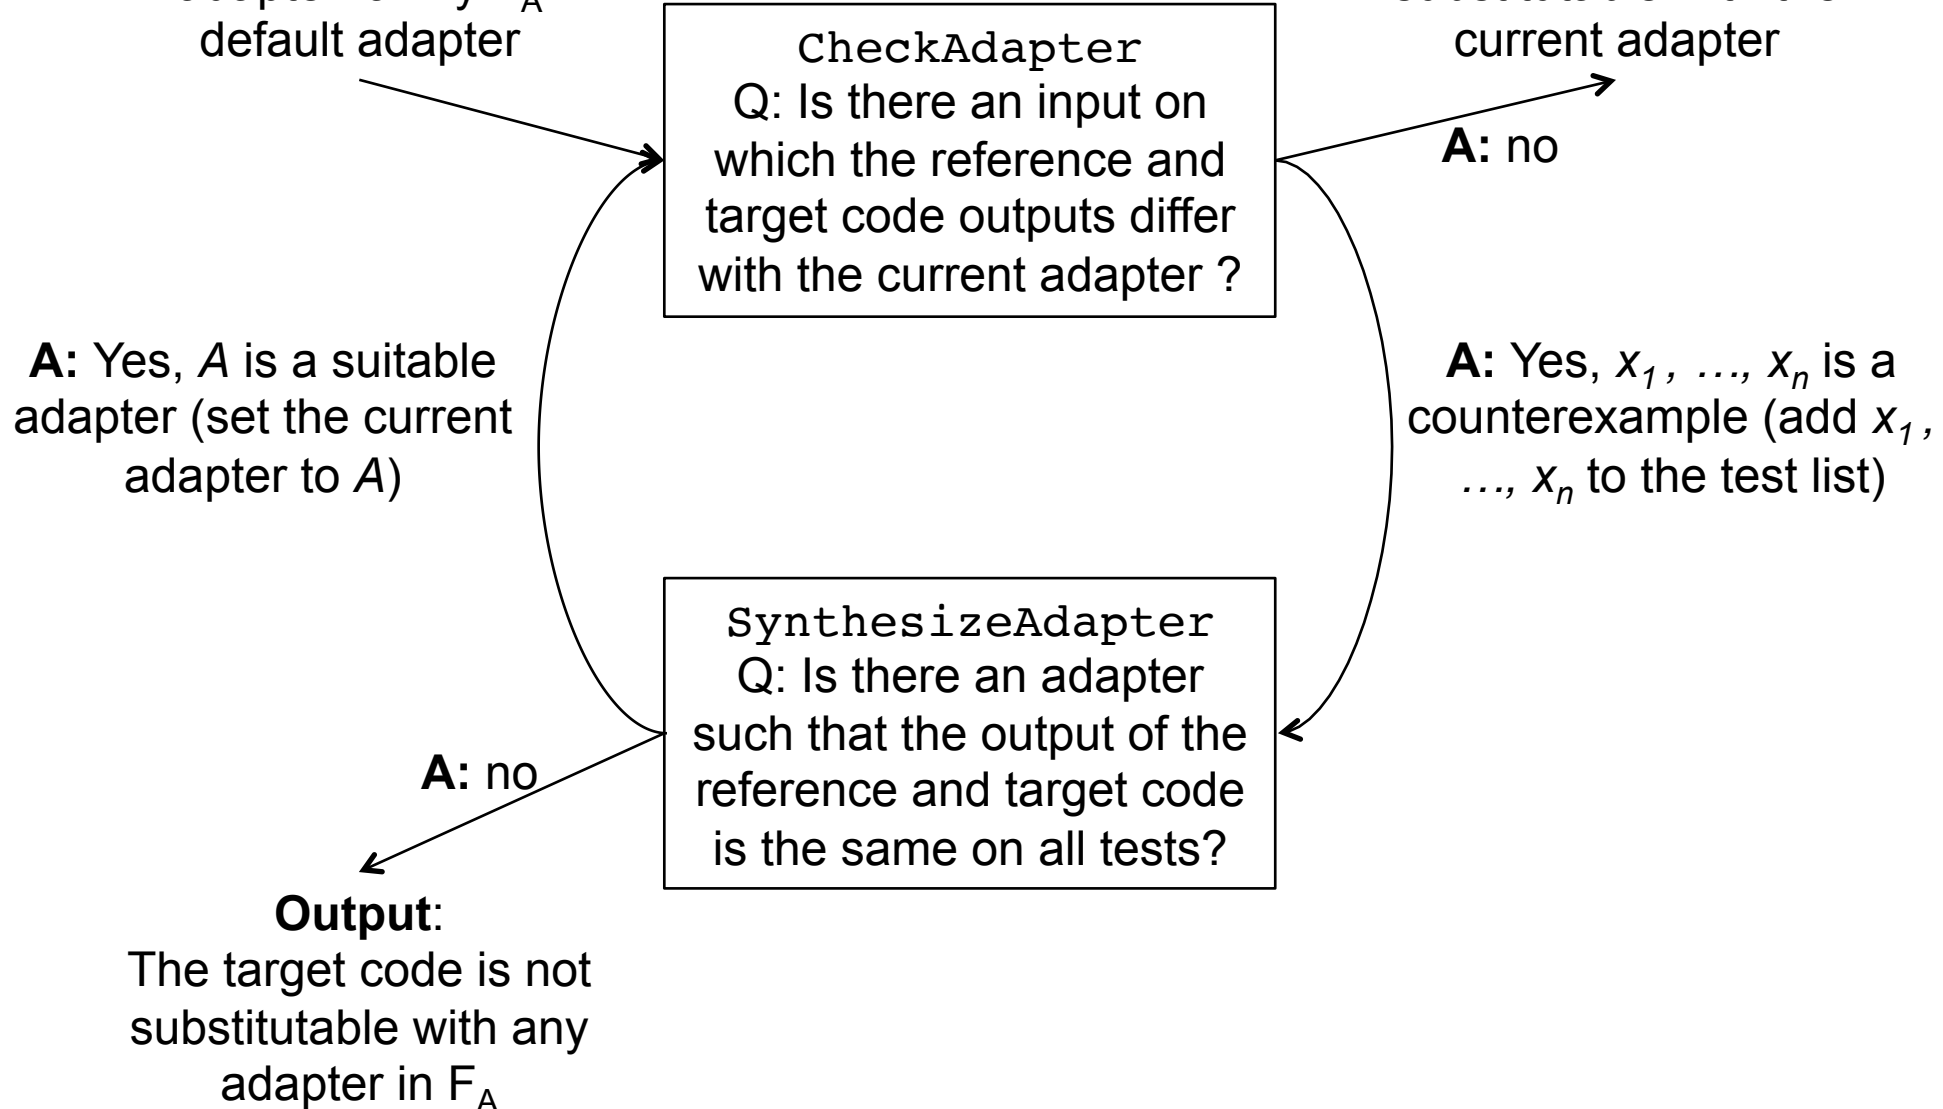 default adapter
CheckAdapter
Q: Is there an input on
which the reference and
target code outputs differ
with the current adapter ?
current adapter
A: no
A: Yes, A is a suitable
adapter (set the current
adapter to A)
A: Yes, x1 , …, xn is a
counterexample (add x1 ,
…, xn to the test list)
SynthesizeAdapter
Q: Is there an adapter
such that the output of the
reference and target code
is the same on all tests?
A: no
Output:
The target code is not
substitutable with any
adapter in FA